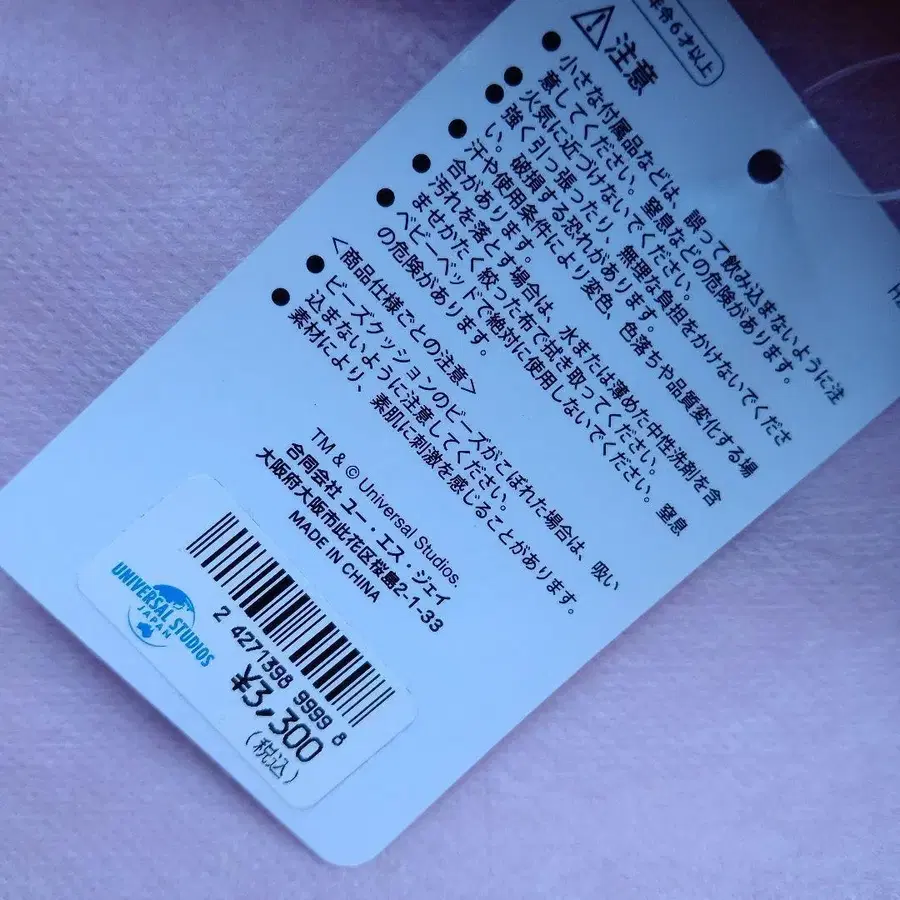 6才以上
注意
● 小さな付属品などは、誤って飲み込まないように注
意してください。窒息などの危険があります。
● 火気に近づけないでください。
● 強く引っ張ったり、無理な負担をかけないでくださ
い。破損する恐れがあります。
● 汗や使用条件により変色、色落ちや品質変化する場
合があります。
● 汚れを落とす場合は、水または薄めた中性洗剤を含
ませかたく絞った布で拭き取ってください。
● ベビーベッドで絶対に使用しないでください。窒息
の危険があります。
<商品仕様ごとの注意>
● ビーズクッションのビーズがこぼれた場合は、吸い
込まないように注意してください。
● 素材により、素肌に刺激を感じることがあります。
TM & © Universal Studios.
合同会社 ユー・エス・ジェイ
大阪府大阪市此花区桜島2-1-33
MADE IN CHINA
UNIVERSAL STUDIOS
JAPAN
2 4271398 9999 8
¥3,300
(税込)